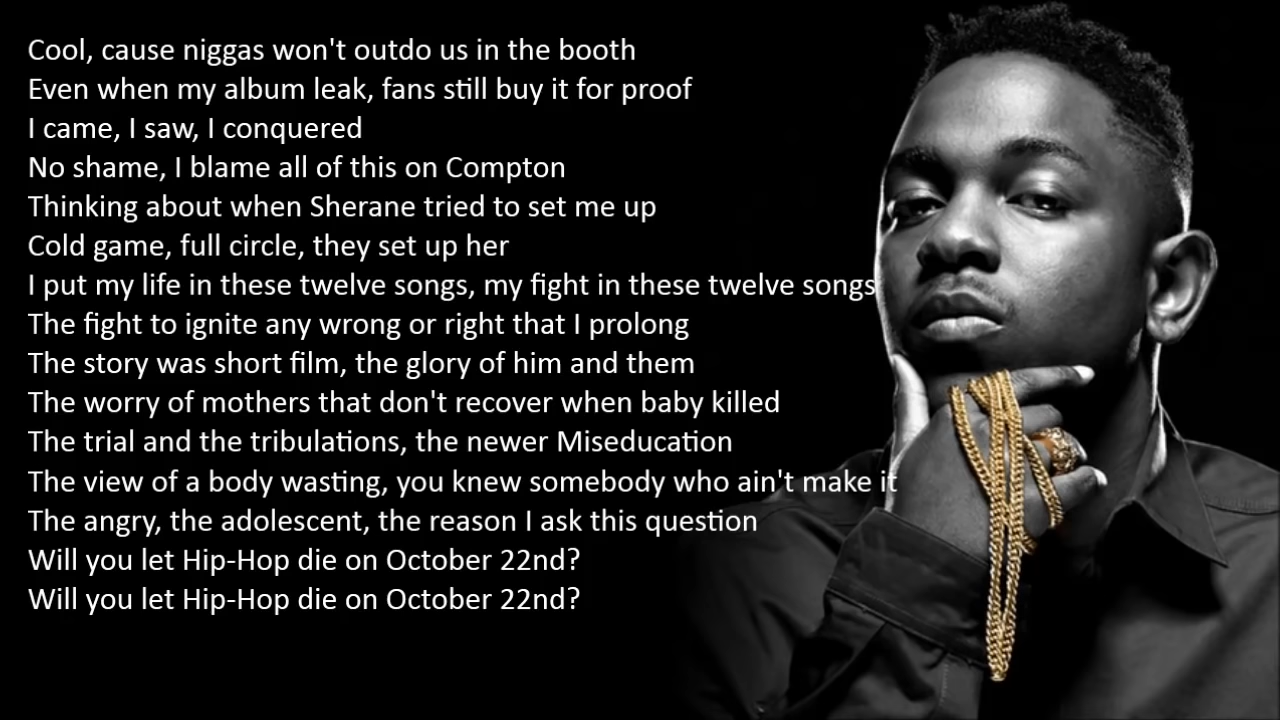 Cool, cause niggas won't outdo us in the booth
Even when my album leak, fans still buy it for proof
I came, I saw, I conquered
No shame, I blame all of this on Compton
Thinking about when Sherane tried to set me up
Cold game, full circle, they set up her
I put my life in these twelve songs, my fight in these twelve songs
The fight to ignite any wrong or right that I prolong
The story was short film, the glory of him and them
The worry of mothers that don't recover when baby killed
The trial and the tribulations, the newer Miseducation
The view of a body wasting, you knew somebody who ain't make it
The angry, the adolescent, the reason I ask this question
Will you let Hip-Hop die on October 22nd?
Will you let Hip-Hop die on October 22nd?